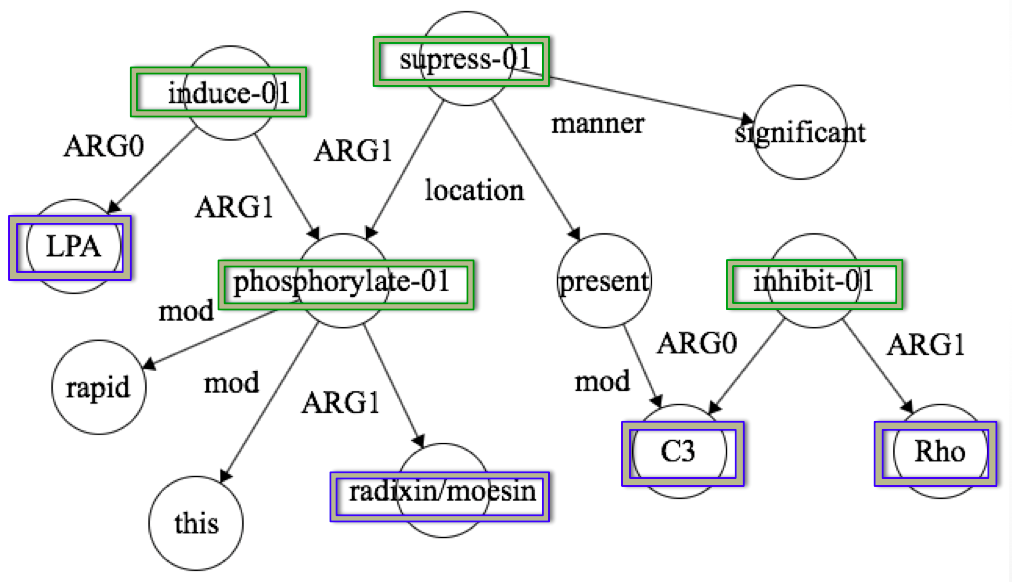 supress-01
induce-01
manner
significant
ARG0
ARG1
location
ARG1
LPA
phosphorylate-01
present
inhibit-01
mod
ARG0
ARG1
rapid
mod
ARG1
mod
C3
Rho
radixin/moesin
this